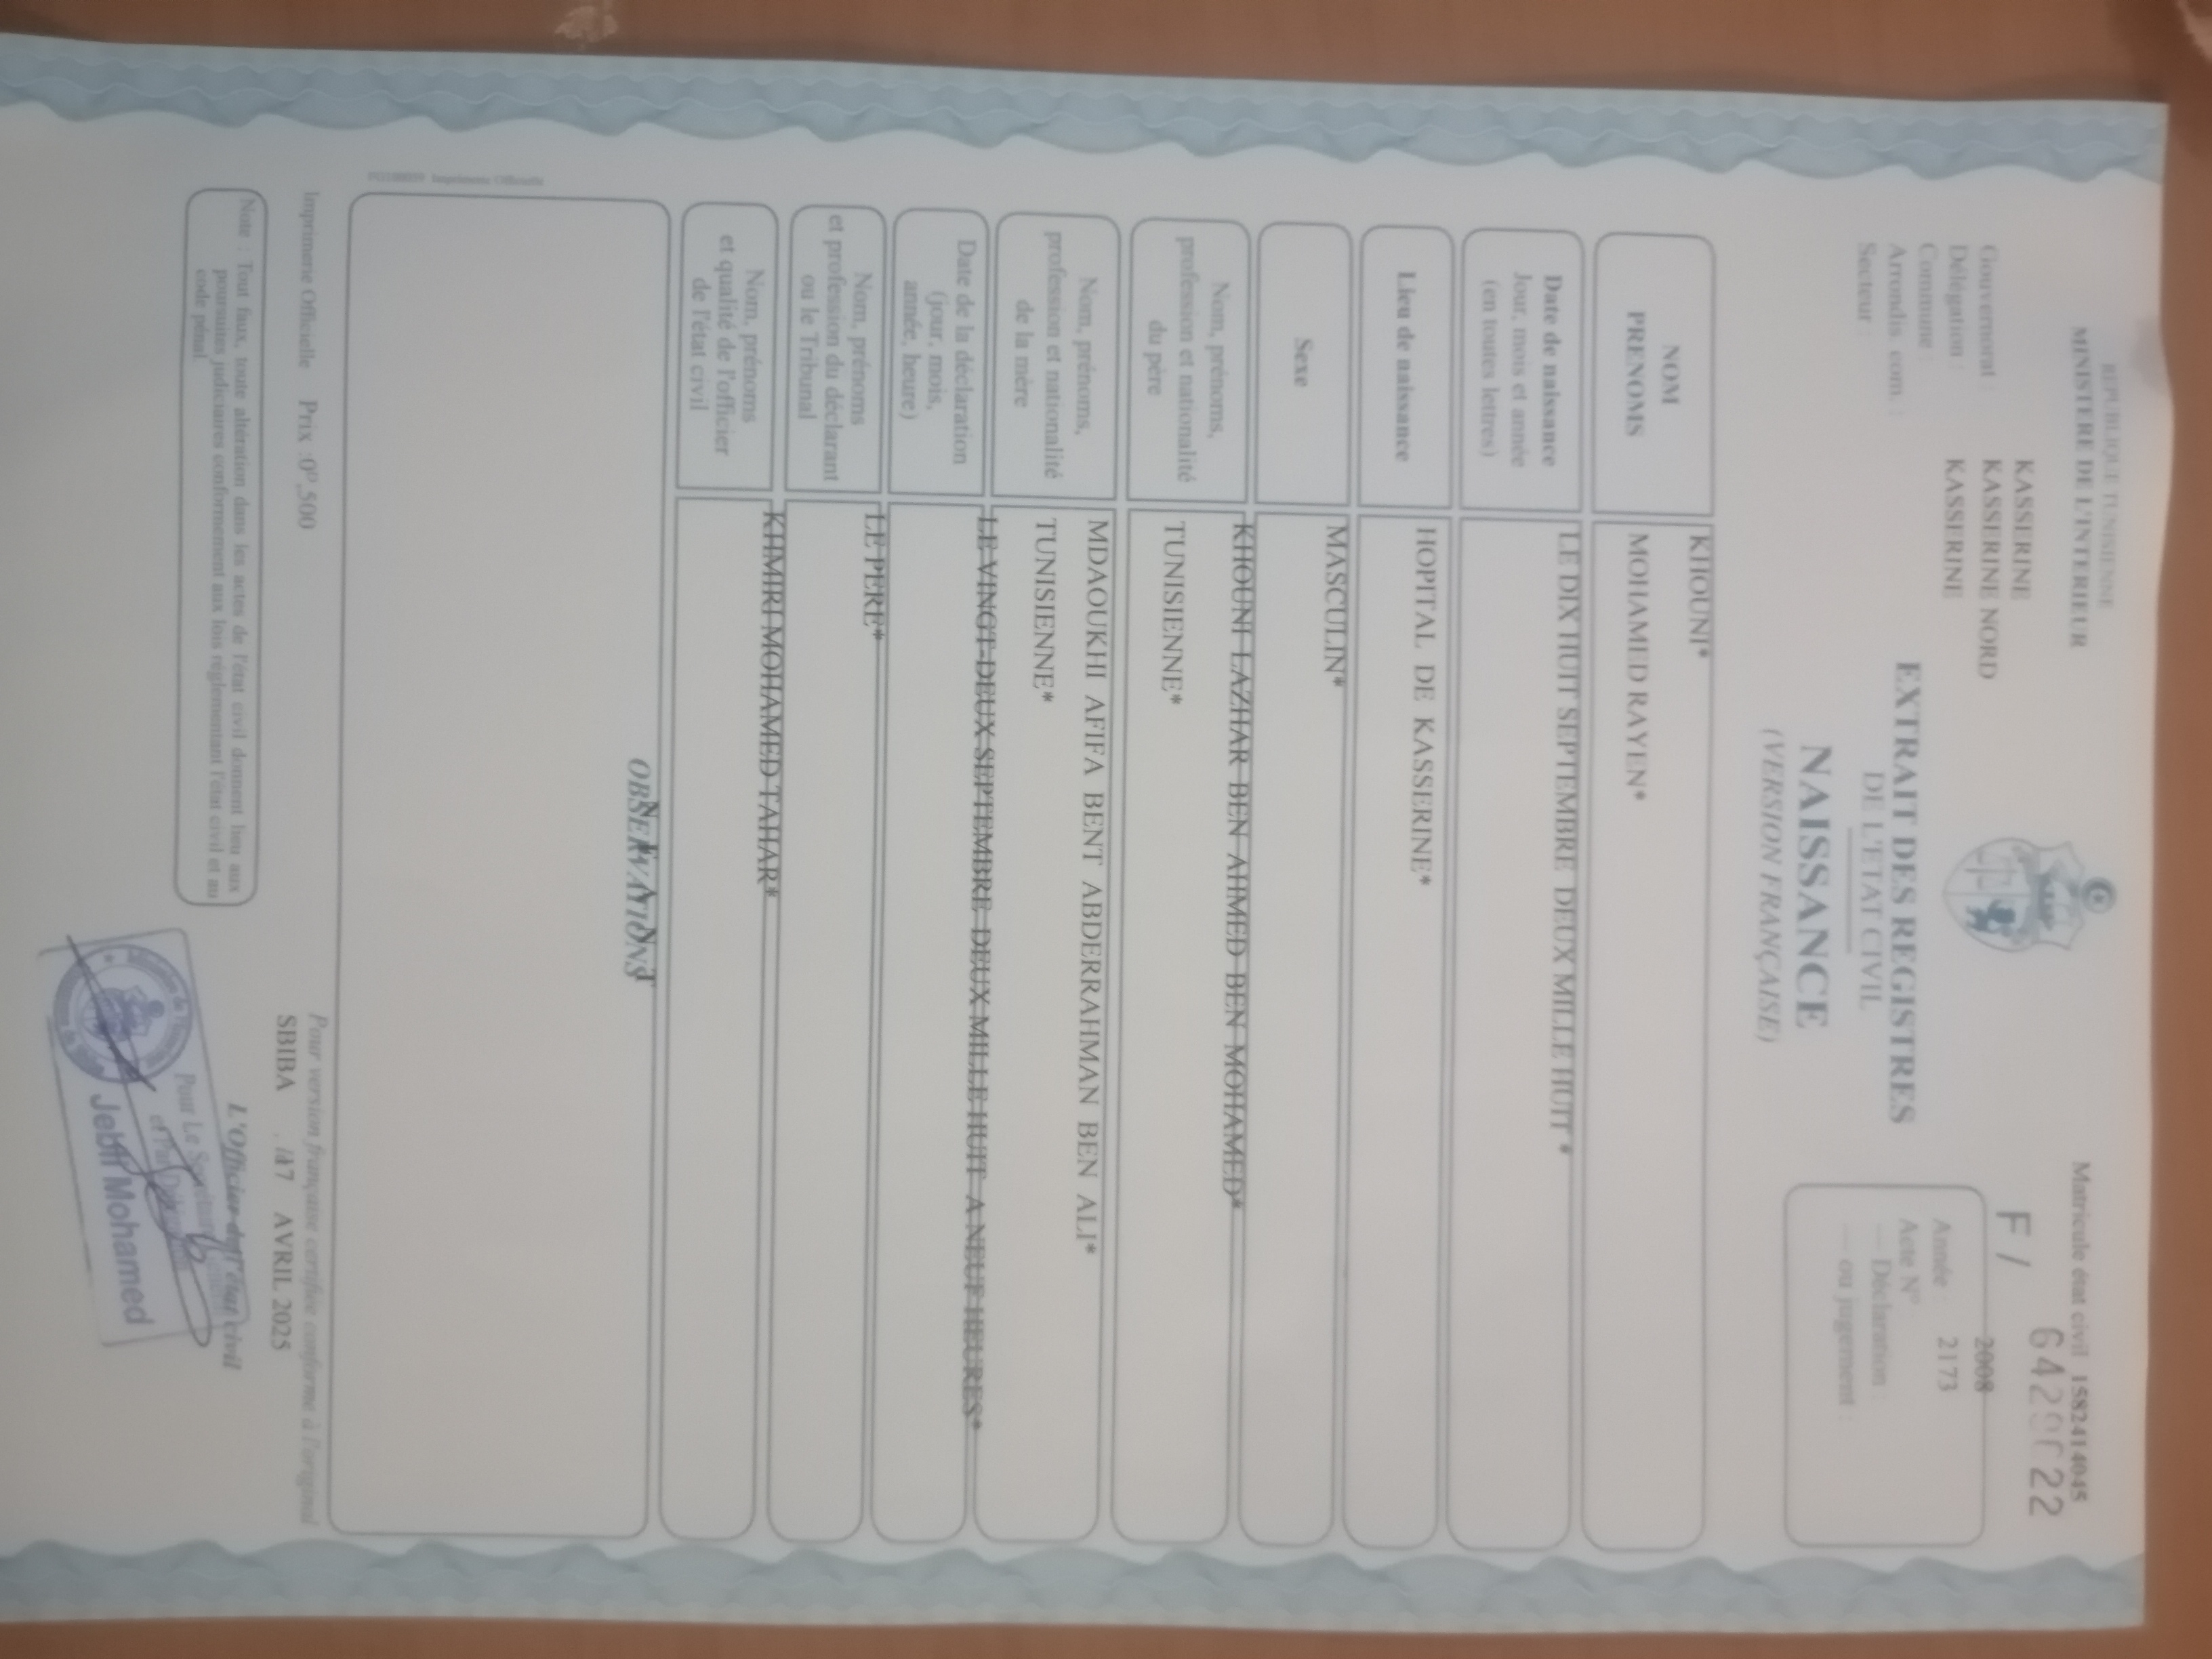 REPUBLIQUE TUNISIENNE
MINISTERE DE L'INTERIEUR
Gouvernorat : KASSERINE
Délégation : KASSERINE NORD
Commune : KASSERINE
Arrondis. com. :
Secteur :
Matricule état civil 1582414045
F /
Année : 2008
Acte N° 2173
— Déclaration
— ou jugement :
EXTRAIT DES REGISTRES
DE L'ETAT CIVIL
NAISSANCE
(VERSION FRANÇAISE)
NOM
PRENOMS
KHOUNI*
MOHAMED RAYEN*
Date de naissance
Jour, mois et année
(en toutes lettres)
LE DIX HUIT SEPTEMBRE DEUX MILLE HUIT*
Lieu de naissance
HOPITAL DE KASSERINE*
Sexe
MASCULIN*
Nom, prénoms,
profession et nationalité
du père
KHOUNI LAZHAR BEN AHMED BEN MOHAMED*
TUNISIENNE*
Nom, prénoms,
profession et nationalité
de la mère
MDAOUKHI AFIFA BENT ABDERRAHMAN BEN ALI*
TUNISIENNE*
Date de la déclaration
(jour, mois,
année, heure)
LE VINGT-DEUX SEPTEMBRE DEUX MILLE HUIT A NEUF HEURES*
Nom, prénoms
et profession du déclarant
ou le Tribunal
LE PERE*
Nom, prénoms
et qualité de l'officier
de l'état civil
KHMIRI MOHAMED TAHAR*
OBSERVATIONS
N E A N T
Imprimerie Officielle
Imprimerie Officielle Prix :0ᴰ,500
Pour version française certifiée conforme à l'original
SBIBA 17 AVRIL 2025
L'Officier de l'état civil
Note : Tout faux, toute altération dans les actes de l'état civil donnent lieu aux
poursuites judiciaires conformement aux lois réglementant l'état civil et au
code pénal
Pour Le
et Par
Jebli Mohamed